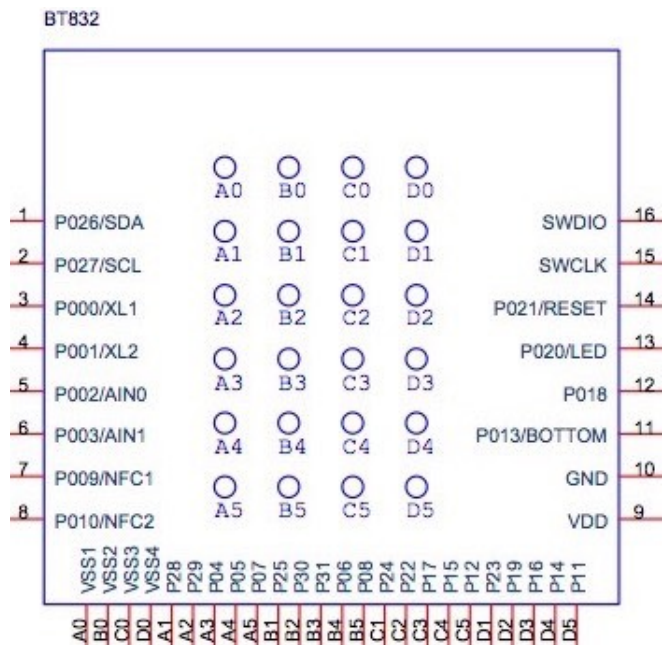 BT832
A0 B0 C0 D0
1 P026/SDA SWDIO 16
A1 B1 C1 D1
2 P027/SCL SWCLK 15
3 P000/XL1 P021/RESET 14
A2 B2 C2 D2
4 P001/XL2 P020/LED 13
A3 B3 C3 D3
5 P002/AIN0 P018 12
6 P003/AIN1 P013/BOTTOM 11
A4 B4 C4 D4
7 P009/NFC1 GND 10
A5 B5 C5 D5
8 P010/NFC2 VDD 9
VSS1 VSS2 VSS3 VSS4 P28 P29 P04 P05 P07 P25 P30 P31 P06 P08 P24 P22 P17 P15 P12 P23 P19 P16 P14 P11
A0 B0 C0 D0 A1 A2 A3 A4 A5 B1 B2 B3 B4 B5 C1 C2 C3 C4 C5 D1 D2 D3 D4 D5